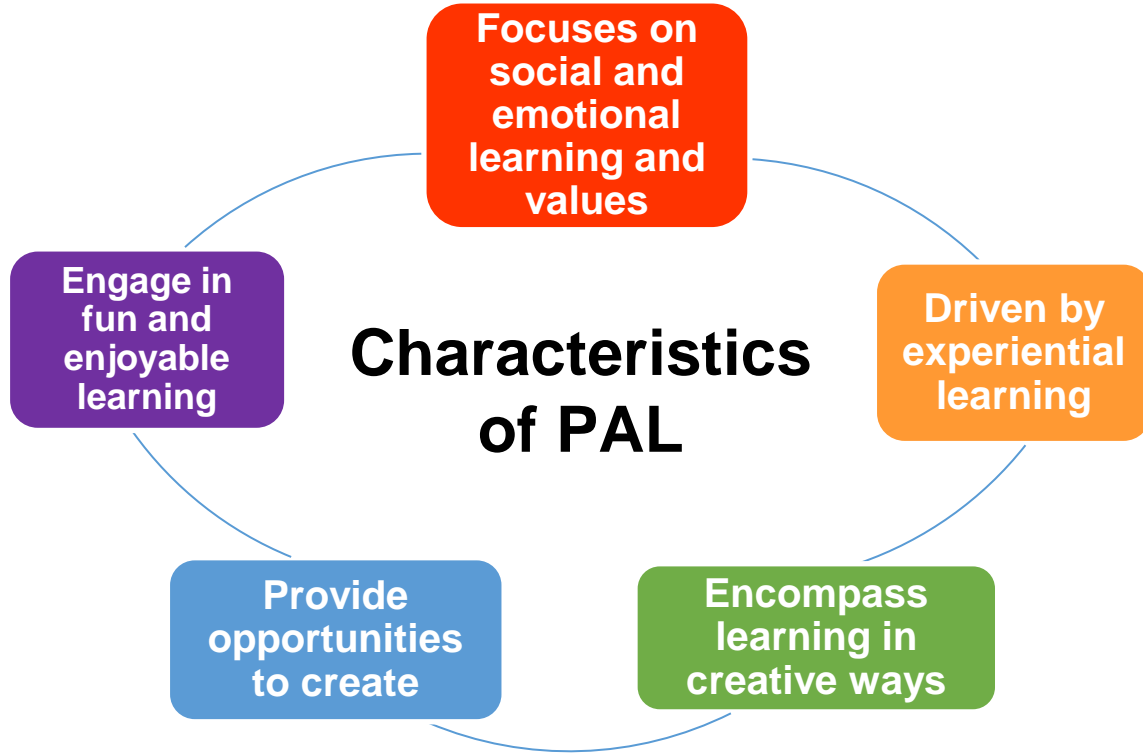 Focuses on
social and
emotional
learning and
values
Engage in
fun and
enjoyable
learning
Characteristics
of PAL
Driven by
experiential
learning
Provide
opportunities
to create
Encompass
learning in
creative ways